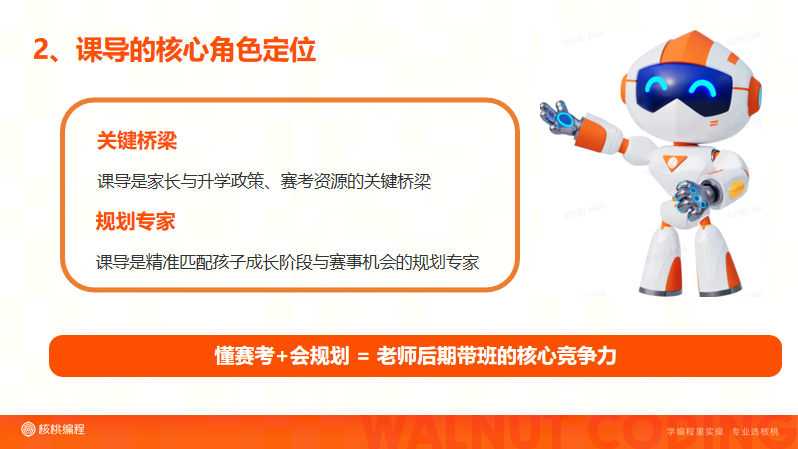 2、课导的核心角色定位
关键桥梁
课导是家长与升学政策、赛考资源的关键桥梁
规划专家
课导是精准匹配孩子成长阶段与赛事机会的规划专家
懂赛考+会规划 = 老师后期带班的核心竞争力
核桃编程
WALNUT CODING
学编程重实操 专业选核桃